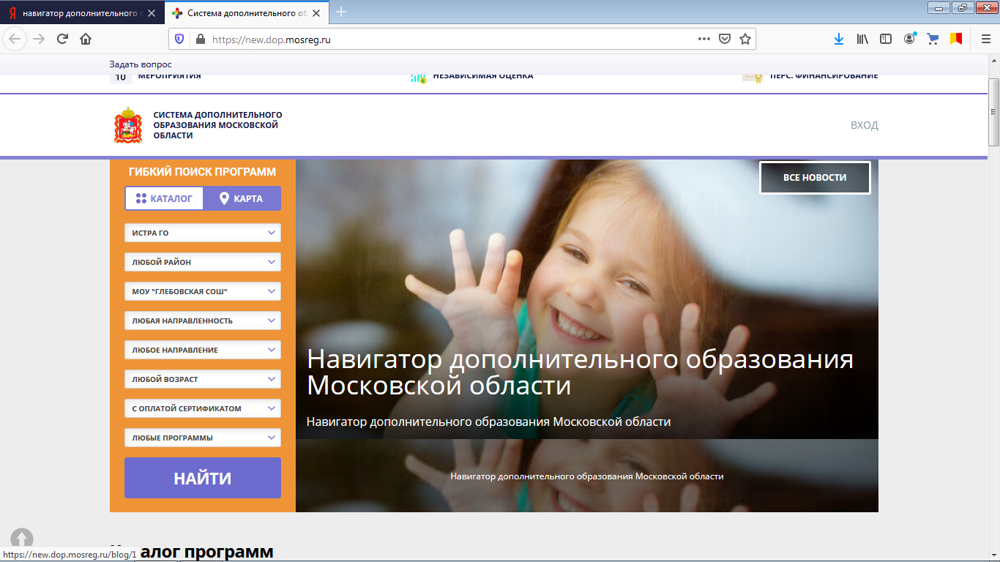 навигатор дополнительного о
Система дополнительного об
https://new.dop.mosreg.ru
Задать вопрос
10 МЕРОПРИЯТИЯ
НЕЗАВИСИМАЯ ОЦЕНКА
ПЕРС. ФИНАНСИРОВАНИЕ
СИСТЕМА ДОПОЛНИТЕЛЬНОГО
ОБРАЗОВАНИЯ МОСКОВСКОЙ
ОБЛАСТИ
ВХОД
ГИБКИЙ ПОИСК ПРОГРАММ
КАТАЛОГ
КАРТА
ИСТРА ГО
ЛЮБОЙ РАЙОН
МОУ "ГЛЕБОВСКАЯ СОШ"
ЛЮБАЯ НАПРАВЛЕННОСТЬ
ЛЮБОЕ НАПРАВЛЕНИЕ
ЛЮБОЙ ВОЗРАСТ
С ОПЛАТОЙ СЕРТИФИКАТОМ
ЛЮБЫЕ ПРОГРАММЫ
НАЙТИ
ВСЕ НОВОСТИ
Навигатор дополнительного образования
Московской области
Навигатор дополнительного образования Московской области
Навигатор дополнительного образования Московской области
алог программ
https://new.dop.mosreg.ru/blog/1